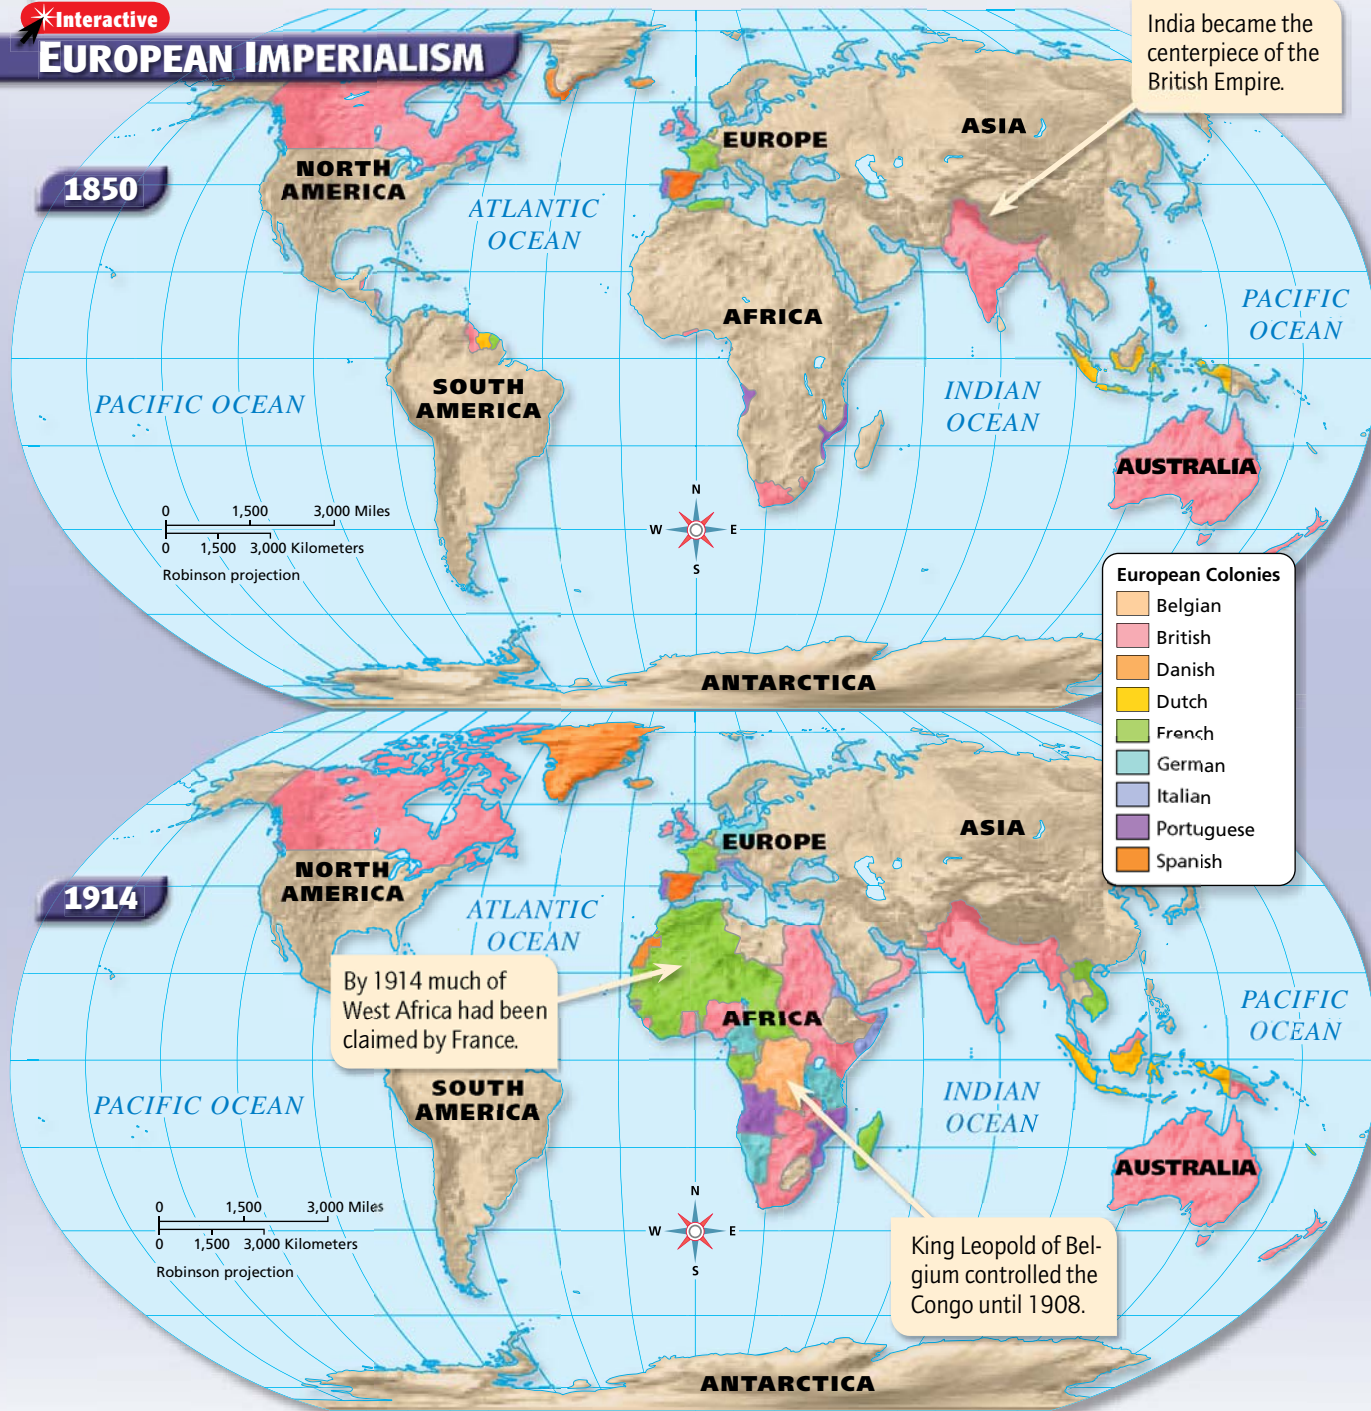 Interactive
EUROPEAN IMPERIALISM
India became the
centerpiece of the
British Empire.
1850
NORTH
AMERICA
EUROPE
ASIA
ATLANTIC
OCEAN
AFRICA
PACIFIC
OCEAN
SOUTH
AMERICA
PACIFIC OCEAN
INDIAN
OCEAN
AUSTRALIA
0 1,500 3,000 Miles
0 1,500 3,000 Kilometers
Robinson projection
N
W E
S
ANTARCTICA
European Colonies
Belgian
British
Danish
Dutch
French
German
Italian
Portuguese
Spanish
1914
NORTH
AMERICA
EUROPE
ASIA
ATLANTIC
OCEAN
By 1914 much of
West Africa had been
claimed by France.
AFRICA
PACIFIC
OCEAN
SOUTH
AMERICA
PACIFIC OCEAN
INDIAN
OCEAN
AUSTRALIA
0 1,500 3,000 Miles
0 1,500 3,000 Kilometers
Robinson projection
N
W E
S
King Leopold of Bel-
gium controlled the
Congo until 1908.
ANTARCTICA